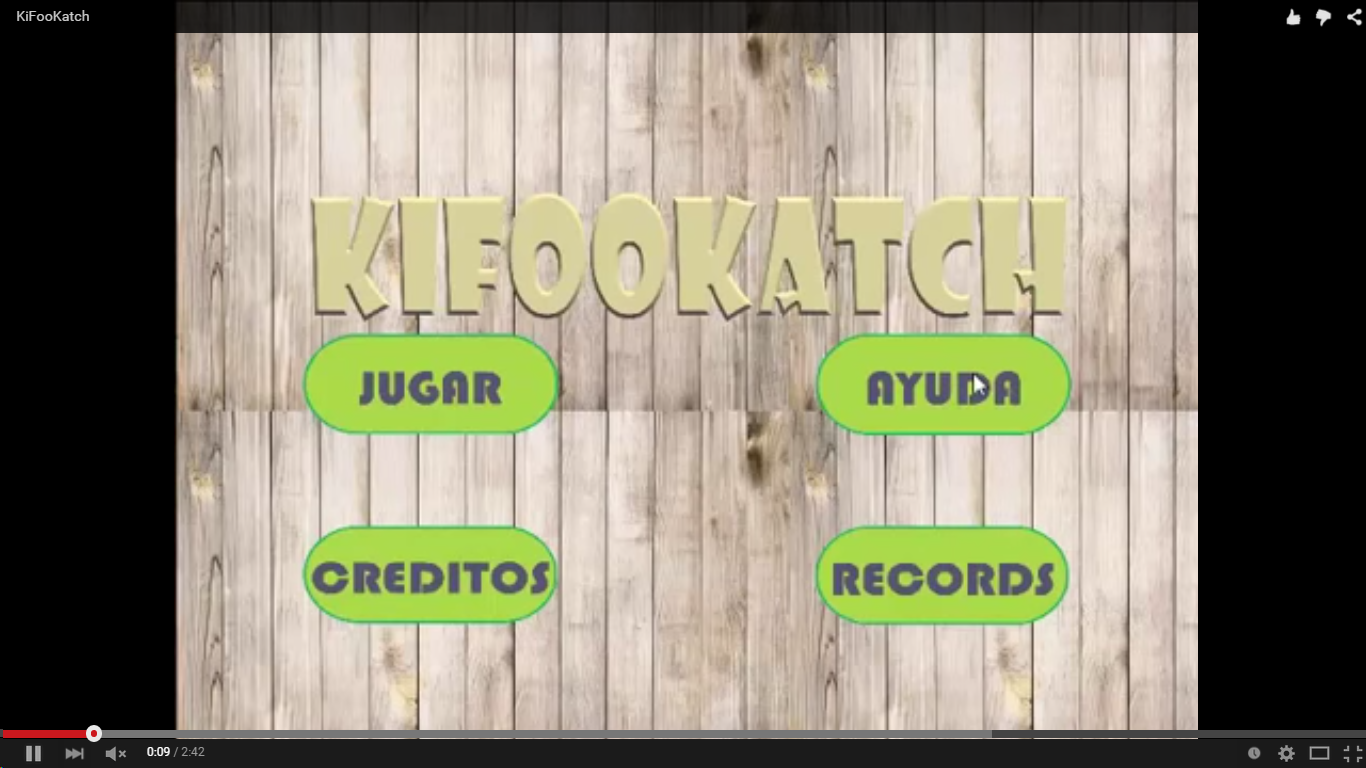 KiFooKatch
KIFOOKATCH
JUGAR
AYUDA
CREDITOS
RECORDS
0:09 / 2:42